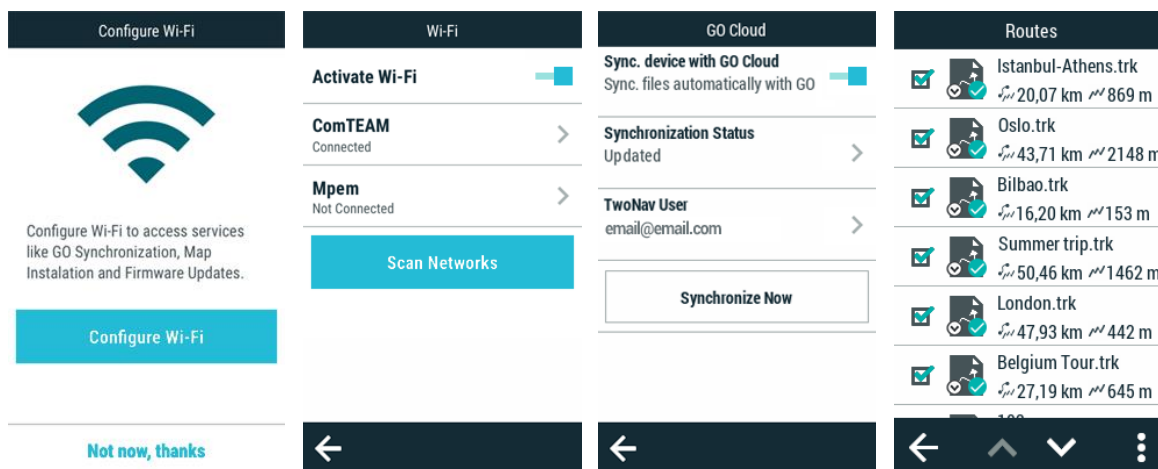 Configure Wi-Fi
Configure Wi-Fi to access services
like GO Synchronization, Map
Instalation and Firmware Updates.
Configure Wi-Fi
Not now, thanks
Wi-Fi
Activate Wi-Fi
ComTEAM
Connected
Mpem
Not Connected
Scan Networks
GO Cloud
Sync. device with GO Cloud
Sync. files automatically with GO
Synchronization Status
Updated
TwoNav User
email@email.com
Synchronize Now
Routes
Istanbul-Athens.trk
20,07 km 869 m
Oslo.trk
43,71 km 2148 m
Bilbao.trk
16,20 km 153 m
Summer trip.trk
50,46 km 1462 m
London.trk
47,93 km 442 m
Belgium Tour.trk
27,19 km 645 m